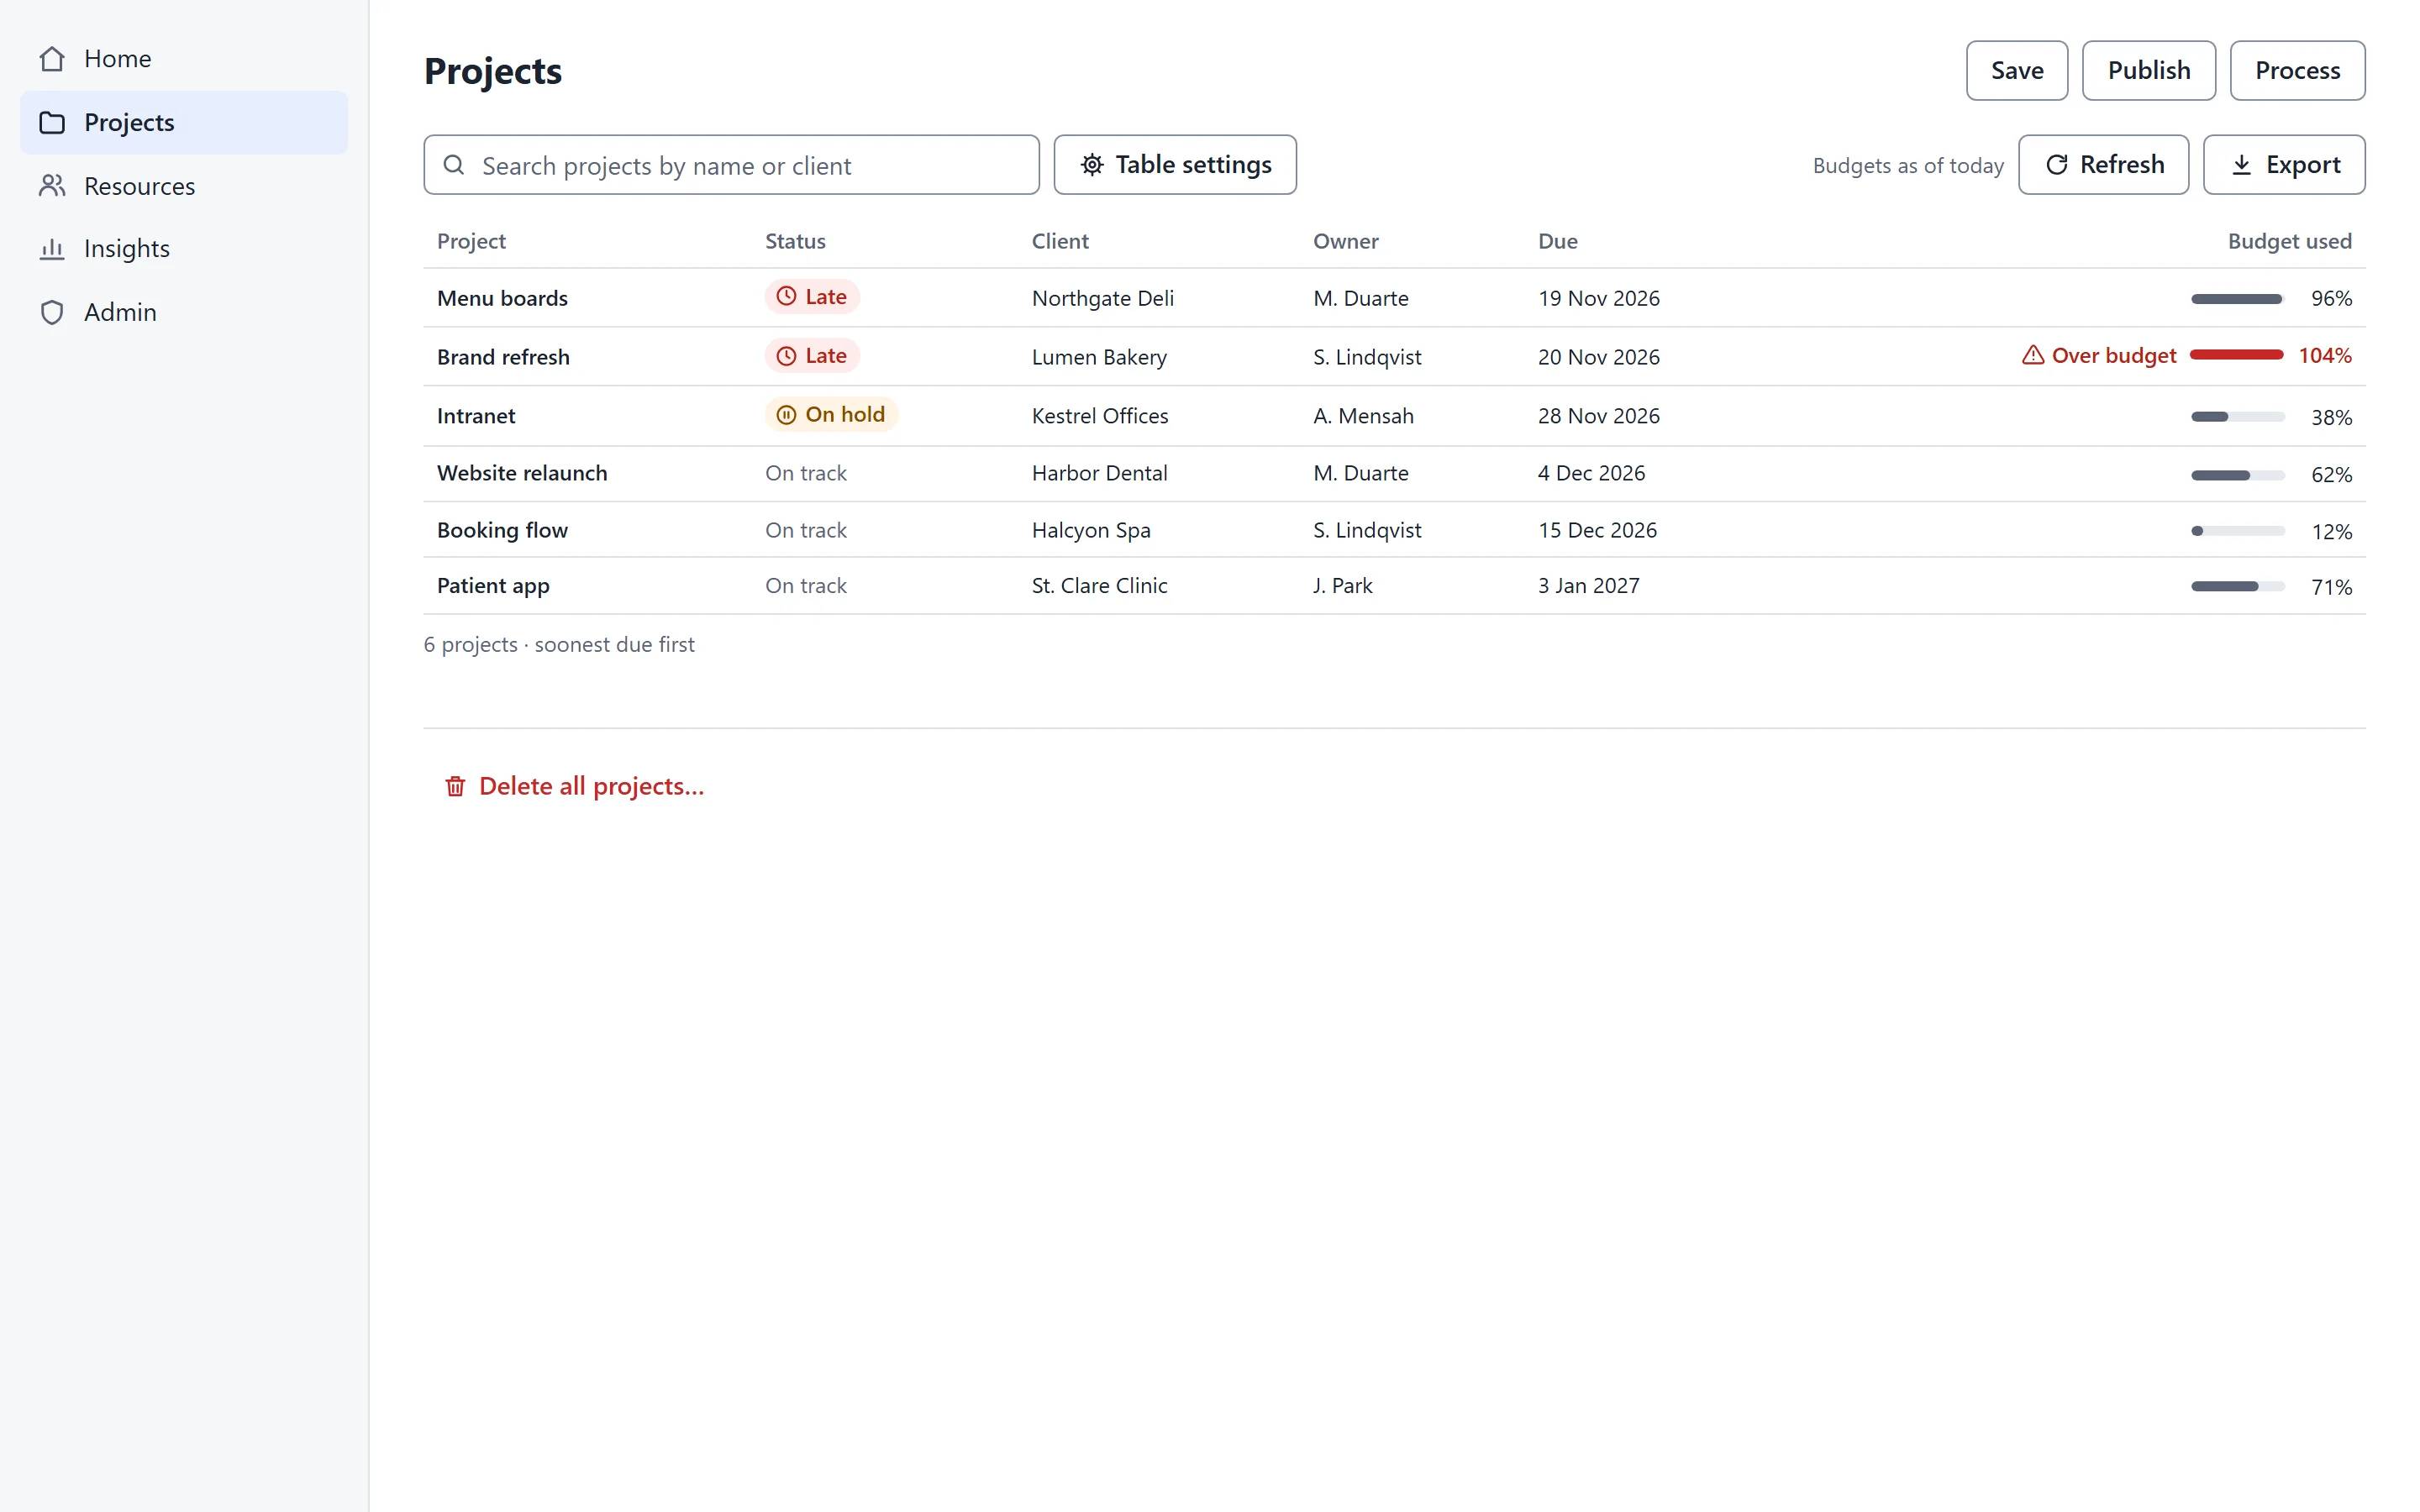 Home
Projects
Resources
Insights
Admin
Projects
Save
Publish
Process
Search projects by name or client
Table settings
Budgets as of today
Refresh
Export
Project Status Client Owner Due Budget used
Menu boards Late Northgate Deli M. Duarte 19 Nov 2026 96%
Brand refresh Late Lumen Bakery S. Lindqvist 20 Nov 2026 Over budget 104%
Intranet On hold Kestrel Offices A. Mensah 28 Nov 2026 38%
Website relaunch On track Harbor Dental M. Duarte 4 Dec 2026 62%
Booking flow On track Halcyon Spa S. Lindqvist 15 Dec 2026 12%
Patient app On track St. Clare Clinic J. Park 3 Jan 2027 71%
6 projects · soonest due first
Delete all projects...